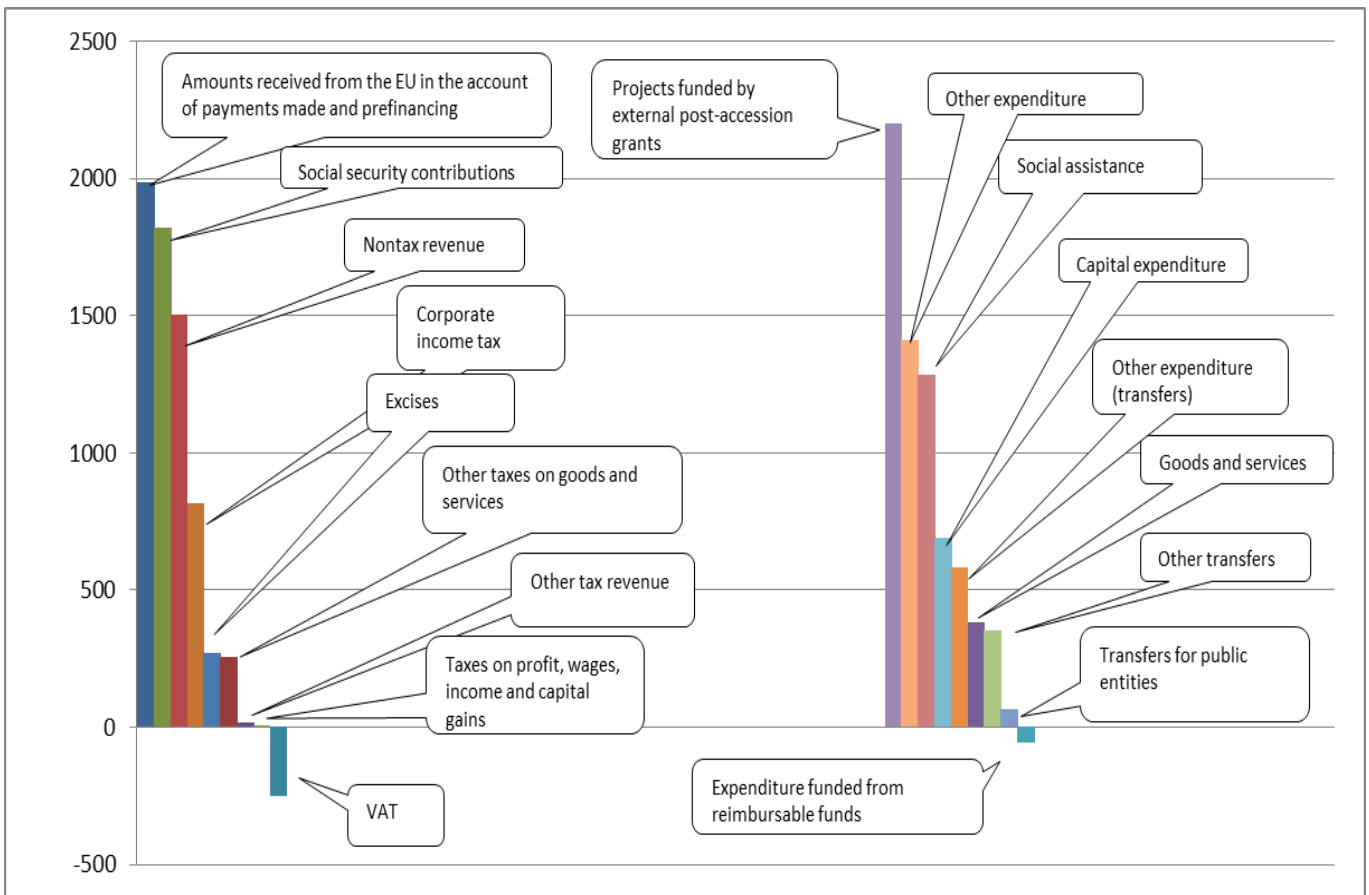 2500
2000
1500
1000
500
0
-500
Amounts received from the EU in the account
of payments made and prefinancing
Social security contributions
Nontax revenue
Corporate
income tax
Excises
Other taxes on goods and
services
Other tax revenue
Taxes on profit, wages,
income and capital
gains
VAT
Projects funded by
external post-accession
grants
Other expenditure
Social assistance
Capital expenditure
Other expenditure
(transfers)
Goods and services
Other transfers
Transfers for public
entities
Expenditure funded from
reimbursable funds